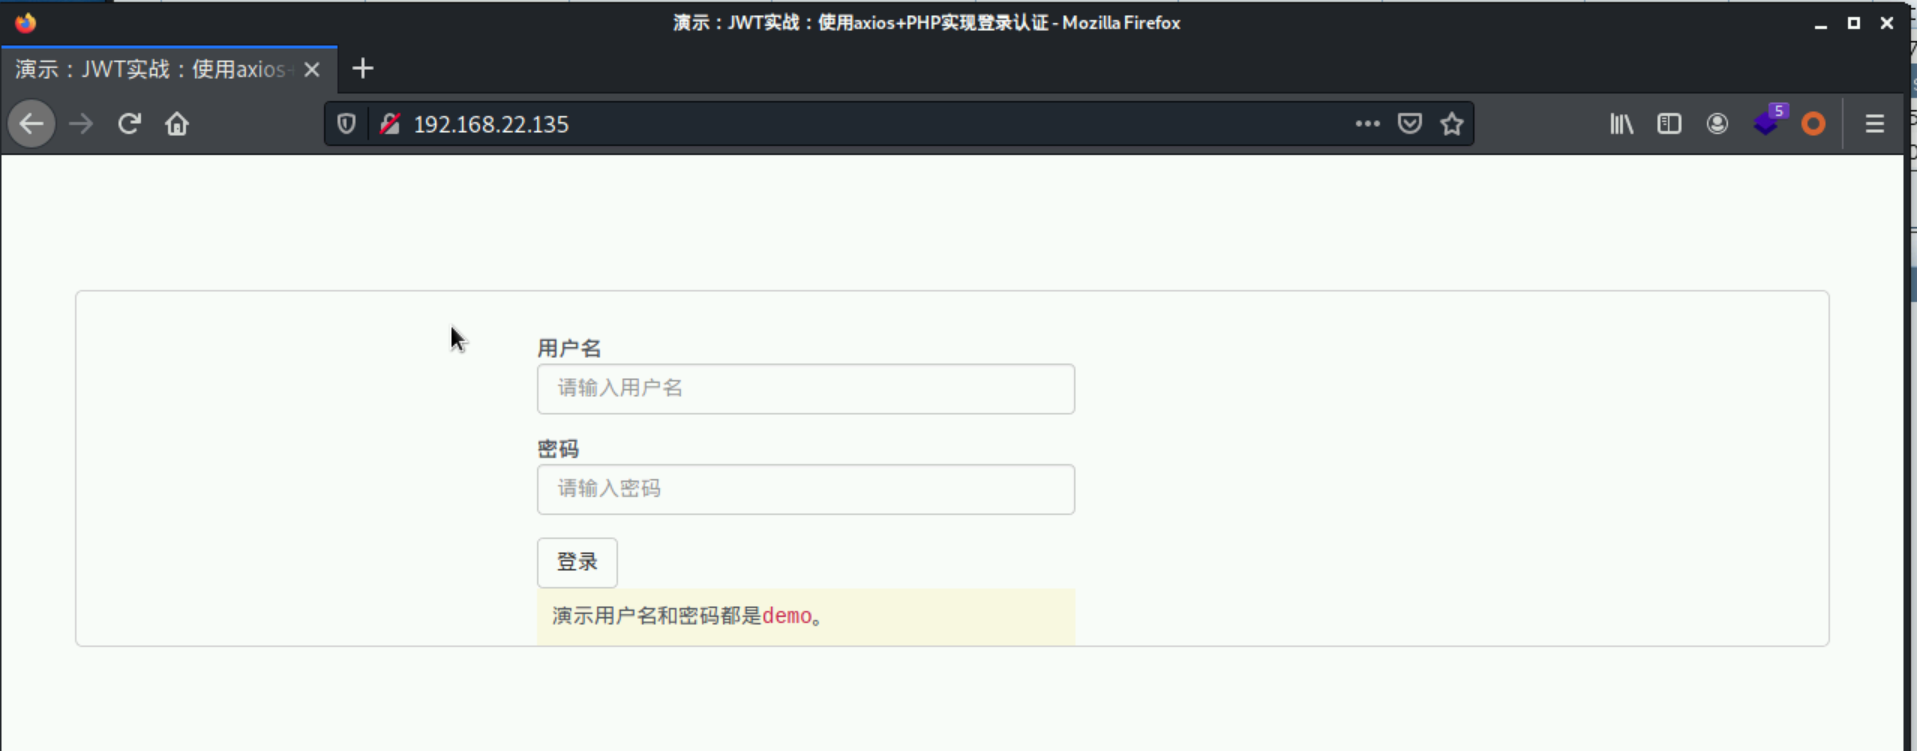 演示：JWT实战：使用axios+PHP实现登录认证 - Mozilla Firefox
演示：JWT实战：使用axios
192.168.22.135
5
用户名
请输入用户名
密码
请输入密码
登录
演示用户名和密码都是demo。